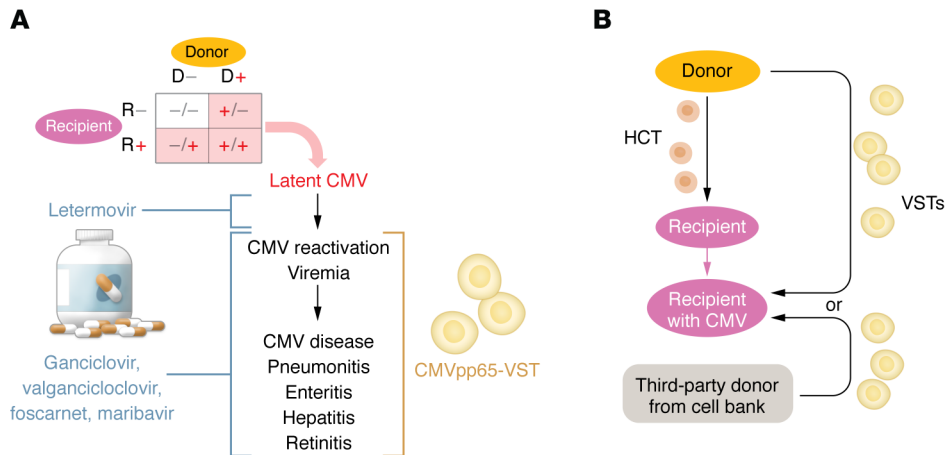 A
Donor
D– D+
R– –/– +/–
Recipient
R+ –/+ +/+
Latent CMV
Letermovir
CMV reactivation
Viremia
CMV disease
Pneumonitis
Enteritis
Hepatitis
Retinitis
Ganciclovir,
valgancicloclovir,
foscarnet, maribavir
CMVpp65-VST
B
Donor
HCT
VSTs
Recipient
Recipient
with CMV
or
Third-party donor
from cell bank